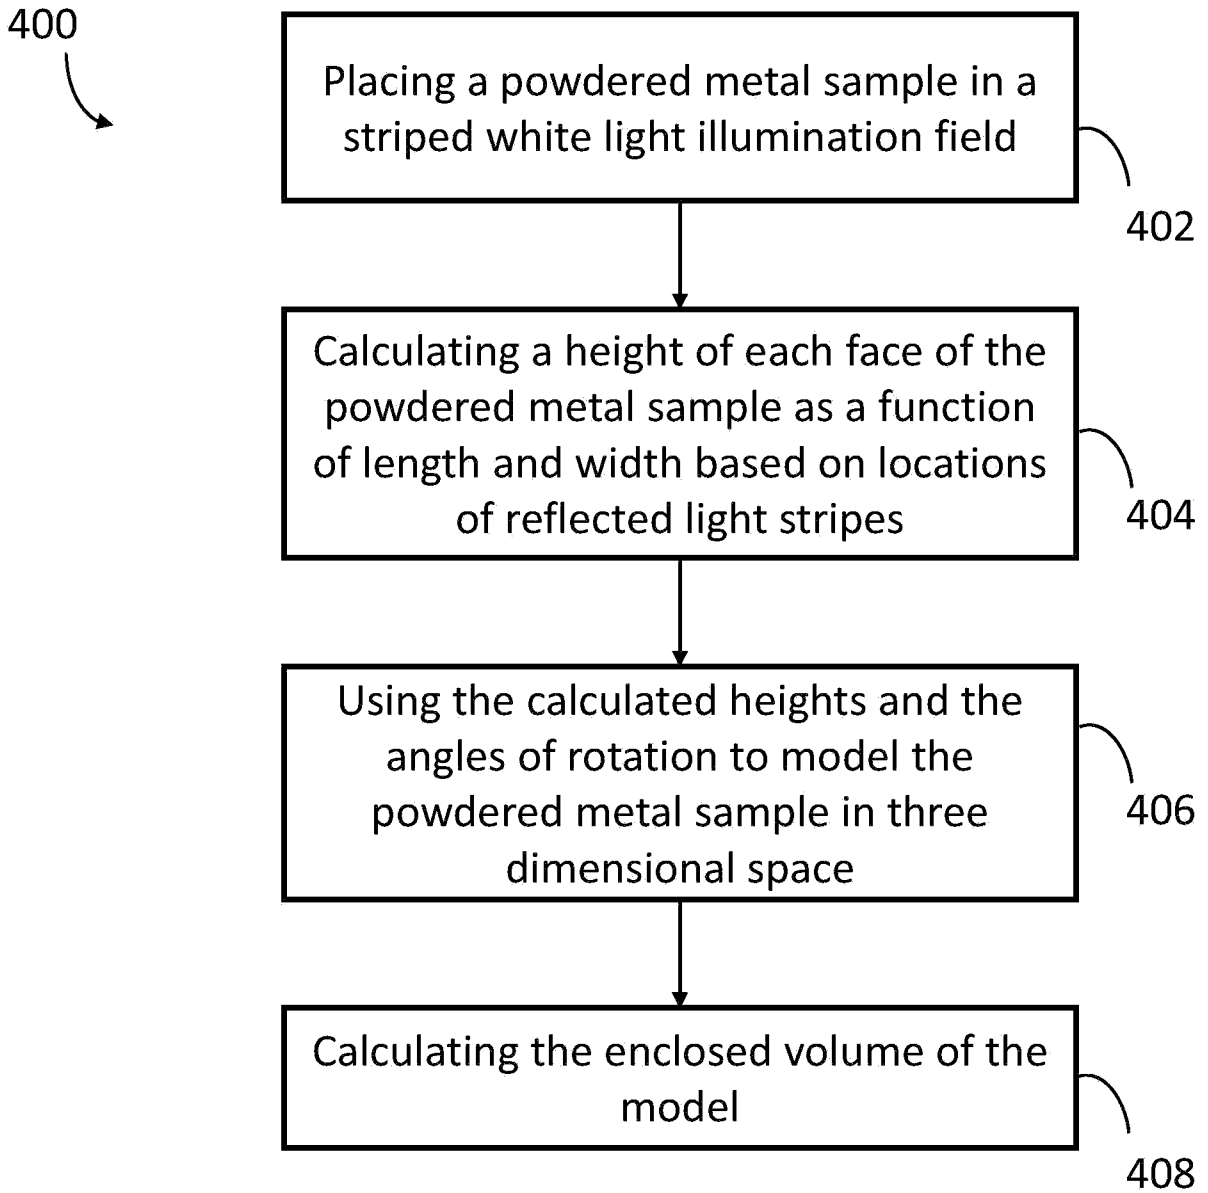 400
Placing a powdered metal sample in a
striped white light illumination field
402
Calculating a height of each face of the
powdered metal sample as a function
of length and width based on locations
of reflected light stripes
404
Using the calculated heights and the
angles of rotation to model the
powdered metal sample in three
dimensional space
406
Calculating the enclosed volume of the
model
408